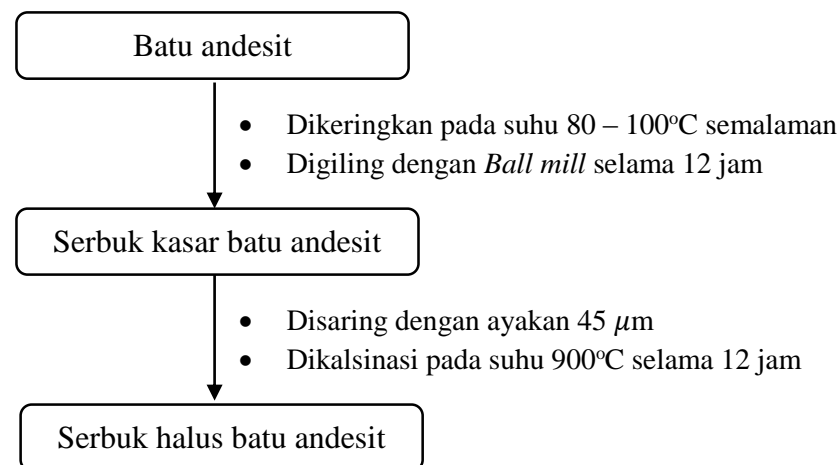 Batu andesit
• Dikeringkan pada suhu 80 – 100°C semalaman
• Digiling dengan Ball mill selama 12 jam
Serbuk kasar batu andesit
• Disaring dengan ayakan 45 𝜇m
• Dikalsinasi pada suhu 900°C selama 12 jam
Serbuk halus batu andesit